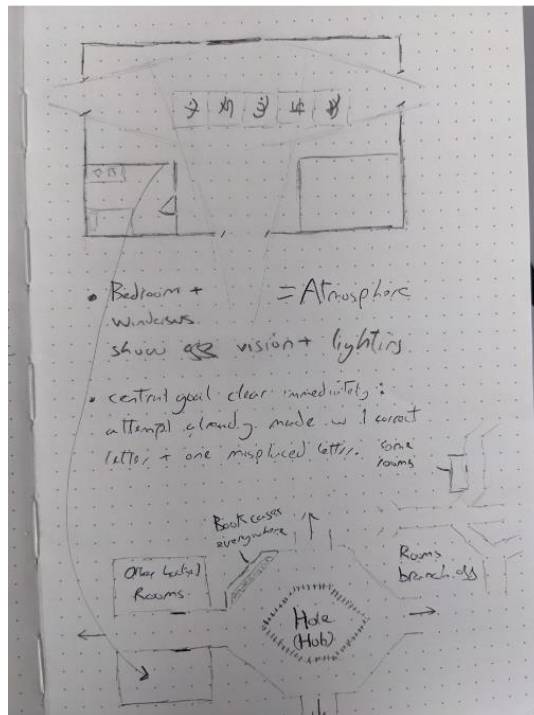 • Bedroom + = Atmosphere
windows
show vision + lighting
• central goal clear immediately:
attempt already made w 1 correct
letter + one misplaced letter.
some
rooms
Book cases
everywhere
Other locked
Rooms
Rooms
branch off
Hole
(Hub)